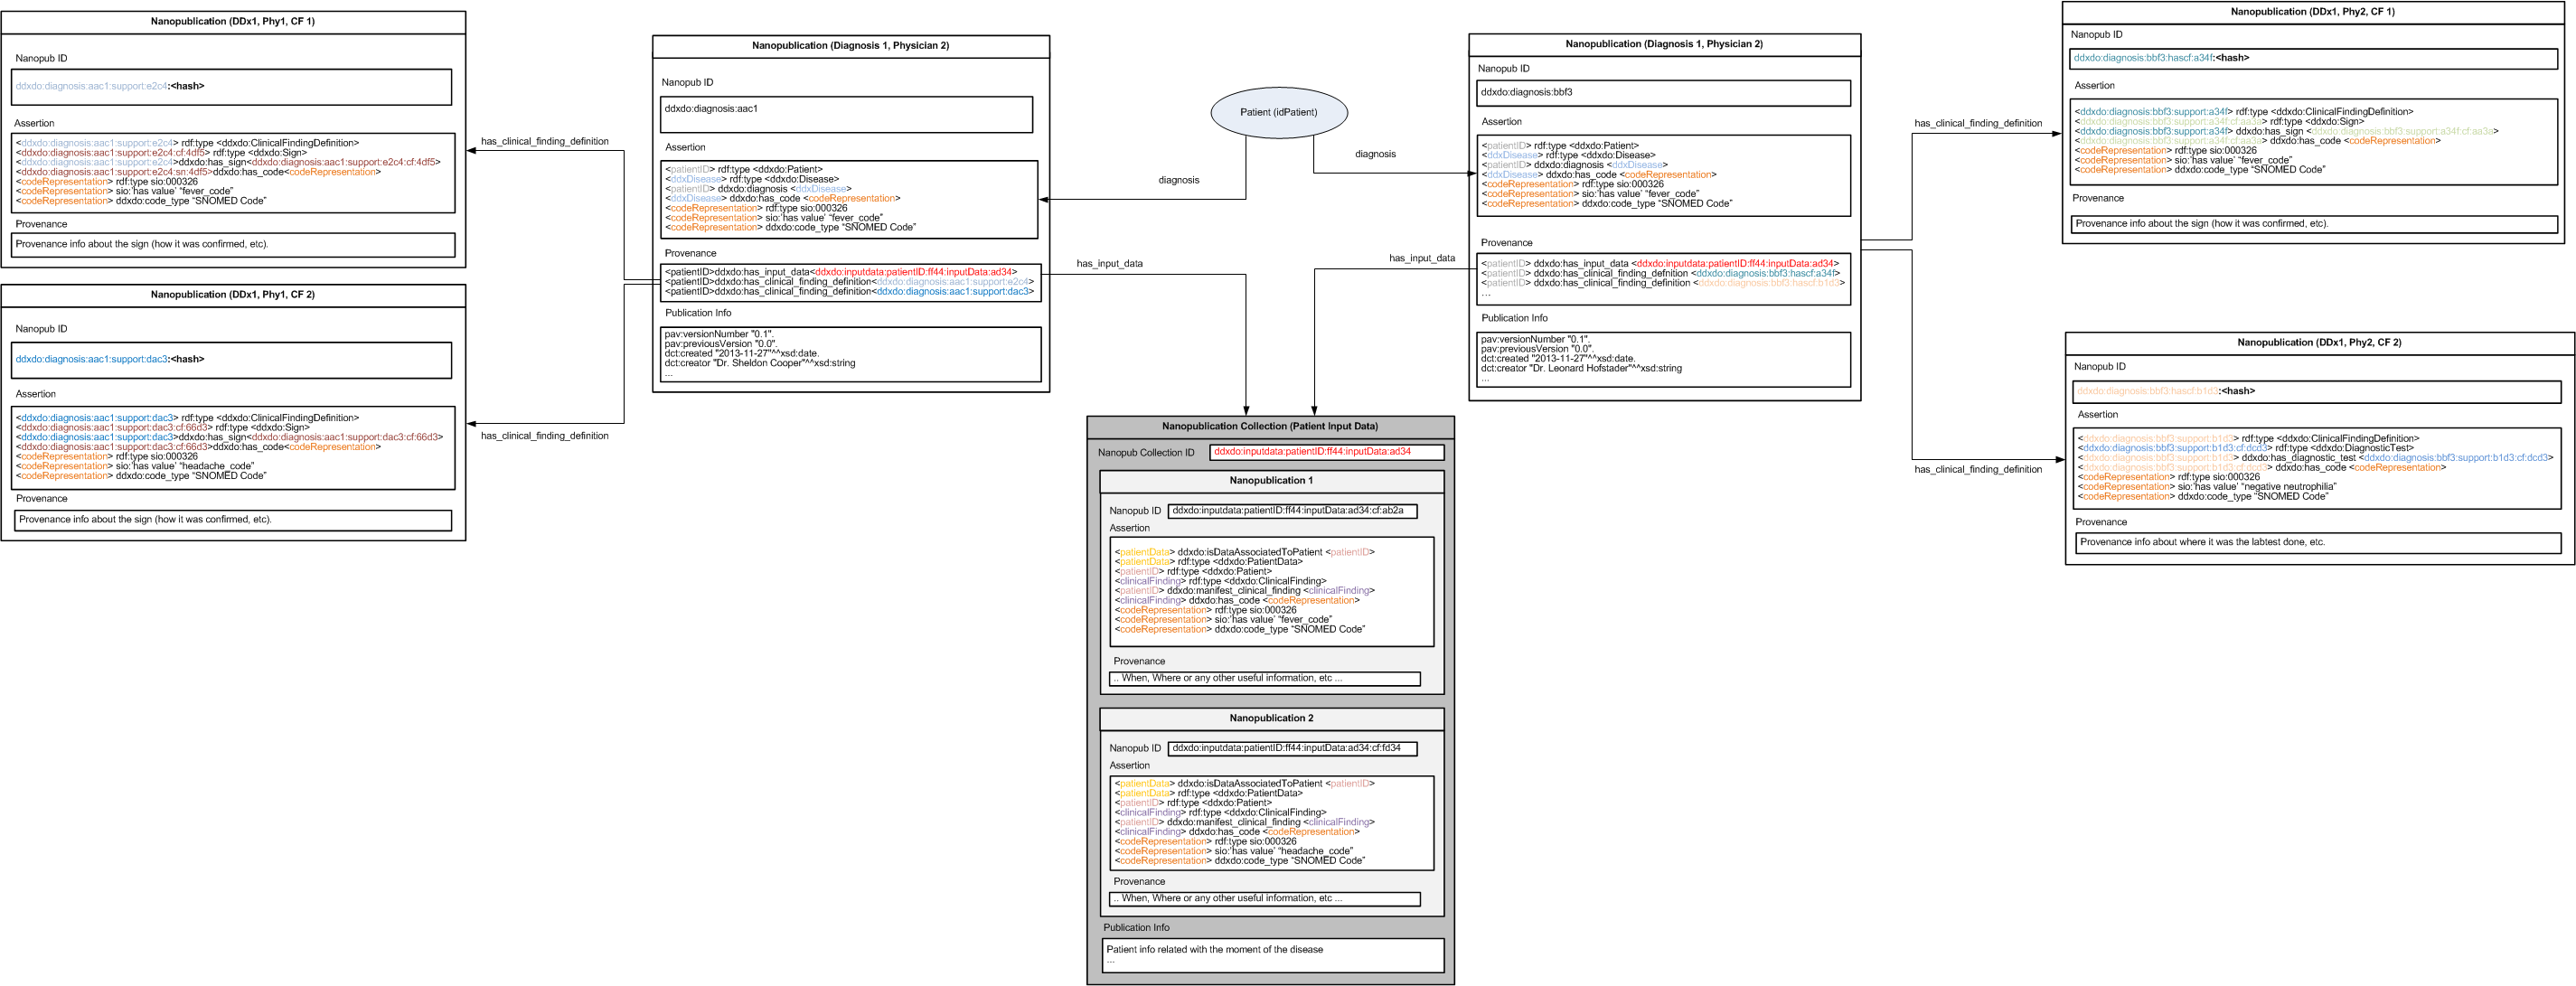 Nanopublication (DDx1, Phy1, CF 1)
Nanopub ID
ddxdo:diagnosis:aac1:support:e2c4:<hash>
Assertion
<ddxdo:diagnosis:aac1:support:e2c4> rdf:type <ddxdo:ClinicalFindingDefinition>
<ddxdo:diagnosis:aac1:support:e2c4:cf:4df5> rdf:type <ddxdo:Sign>
<ddxdo:diagnosis:aac1:support:e2c4>ddxdo:has_sign<ddxdo:diagnosis:aac1:support:e2c4:cf:4df5>
<ddxdo:diagnosis:aac1:support:e2c4:sn:4df5>ddxdo:has_code<codeRepresentation>
<codeRepresentation> rdf:type sio:000326
<codeRepresentation> sio:'has value' "fever_code"
<codeRepresentation> ddxdo:code_type "SNOMED Code"
Provenance
Provenance info about the sign (how it was confirmed, etc).
Nanopublication (DDx1, Phy1, CF 2)
Nanopub ID
ddxdo:diagnosis:aac1:support:dac3:<hash>
Assertion
<ddxdo:diagnosis:aac1:support:dac3> rdf:type <ddxdo:ClinicalFindingDefinition>
<ddxdo:diagnosis:aac1:support:dac3:cf:66d3> rdf:type <ddxdo:Sign>
<ddxdo:diagnosis:aac1:support:dac3>ddxdo:has_sign<ddxdo:diagnosis:aac1:support:dac3:cf:66d3>
<ddxdo:diagnosis:aac1:support:dac3:cf:66d3>ddxdo:has_code<codeRepresentation>
<codeRepresentation> rdf:type sio:000326
<codeRepresentation> sio:'has value' "headache_code"
<codeRepresentation> ddxdo:code_type "SNOMED Code"
Provenance
Provenance info about the sign (how it was confirmed, etc).
has_clinical_finding_definition
has_clinical_finding_definition
Nanopublication (Diagnosis 1, Physician 2)
Nanopub ID
ddxdo:diagnosis:aac1
Assertion
<patientID> rdf:type <ddxdo:Patient>
<ddxDisease> rdf:type <ddxdo:Disease>
<patientID> ddxdo:diagnosis <ddxDisease>
<ddxDisease> ddxdo:has_code <codeRepresentation>
<codeRepresentation> rdf:type sio:000326
<codeRepresentation> sio:'has value' "fever_code"
<codeRepresentation> ddxdo:code_type "SNOMED Code"
Provenance
<patientID>ddxdo:has_input_data<ddxdo:inputdata:patientID:ff44:inputData:ad34>
<patientID>ddxdo:has_clinical_finding_definition<ddxdo:diagnosis:aac1:support:e2c4>
<patientID>ddxdo:has_clinical_finding_definition<ddxdo:diagnosis:aac1:support:dac3>
Publication Info
pav:versionNumber "0.1".
pav:previousVersion "0.0".
dct:created "2013-11-27"^^xsd:date.
dct:creator "Dr. Sheldon Cooper"^^xsd:string
...
Patient (idPatient)
diagnosis
diagnosis
has_input_data
has_input_data
Nanopublication (Diagnosis 1, Physician 2)
Nanopub ID
ddxdo:diagnosis:bbf3
Assertion
<patientID> rdf:type <ddxdo:Patient>
<ddxDisease> rdf:type <ddxdo:Disease>
<patientID> ddxdo:diagnosis <ddxDisease>
<ddxDisease> ddxdo:has_code <codeRepresentation>
<codeRepresentation> rdf:type sio:000326
<codeRepresentation> sio:'has value' "fever_code"
<codeRepresentation> ddxdo:code_type "SNOMED Code"
Provenance
<patientID> ddxdo:has_input_data <ddxdo:inputdata:patientID:ff44:inputData:ad34>
<patientID> ddxdo:has_clinical_finding_defnition <ddxdo:diagnosis:bbf3:hascf:a34f>
<patientID> ddxdo:has_clinical_finding_definition <ddxdo:diagnosis:bbf3:hascf:b1d3>
...
Publication Info
pav:versionNumber "0.1".
pav:previousVersion "0.0".
dct:created "2013-11-27"^^xsd:date.
dct:creator "Dr. Leonard Hofstader"^^xsd:string
...
has_clinical_finding_definition
has_clinical_finding_definition
Nanopublication (DDx1, Phy2, CF 1)
Nanopub ID
ddxdo:diagnosis:bbf3:hascf:a34f:<hash>
Assertion
<ddxdo:diagnosis:bbf3:support:a34f> rdf:type <ddxdo:ClinicalFindingDefinition>
<ddxdo:diagnosis:bbf3:support:a34f:cf:aa3a> rdf:type <ddxdo:Sign>
<ddxdo:diagnosis:bbf3:support:a34f> ddxdo:has_sign <ddxdo:diagnosis:bbf3:support:a34f:cf:aa3a>
<ddxdo:diagnosis:bbf3:support:a34f:cf:aa3a> ddxdo:has_code <codeRepresentation>
<codeRepresentation> rdf:type sio:000326
<codeRepresentation> sio:'has value' "fever_code"
<codeRepresentation> ddxdo:code_type "SNOMED Code"
Provenance
Provenance info about the sign (how it was confirmed, etc).
Nanopublication (DDx1, Phy2, CF 2)
Nanopub ID
ddxdo:diagnosis:bbf3:hascf:b1d3:<hash>
Assertion
<ddxdo:diagnosis:bbf3:support:b1d3> rdf:type <ddxdo:ClinicalFindingDefinition>
<ddxdo:diagnosis:bbf3:support:b1d3:cf:dcd3> rdf:type <ddxdo:DiagnosticTest>
<ddxdo:diagnosis:bbf3:support:b1d3> ddxdo:has_diagnostic_test <ddxdo:diagnosis:bbf3:support:b1d3:cf:dcd3>
<ddxdo:diagnosis:bbf3:support:b1d3:cf:dcd3> ddxdo:has_code <codeRepresentation>
<codeRepresentation> rdf:type sio:000326
<codeRepresentation> sio:'has value' "negative neutrophilia"
<codeRepresentation> ddxdo:code_type "SNOMED Code"
Provenance
Provenance info about where it was the labtest done, etc.
Nanopublication Collection (Patient Input Data)
Nanopub Collection ID
ddxdo:inputdata:patientID:ff44:inputData:ad34
Nanopublication 1
Nanopub ID
ddxdo:inputdata:patientID:ff44:inputData:ad34:cf:ab2a
Assertion
<patientData> ddxdo:isDataAssociatedToPatient <patientID>
<patientData> rdf:type <ddxdo:PatientData>
<patientID> rdf:type <ddxdo:Patient>
<clinicalFinding> rdf:type <ddxdo:ClinicalFinding>
<patientID> ddxdo:manifest_clinical_finding <clinicalFinding>
<clinicalFinding> ddxdo:has_code <codeRepresentation>
<codeRepresentation> rdf:type sio:000326
<codeRepresentation> sio:'has value' "fever_code"
<codeRepresentation> ddxdo:code_type "SNOMED Code"
Provenance
.. When, Where or any other useful information, etc ...
Nanopublication 2
Nanopub ID
ddxdo:inputdata:patientID:ff44:inputData:ad34:cf:fd34
Assertion
<patientData> ddxdo:isDataAssociatedToPatient <patientID>
<patientData> rdf:type <ddxdo:PatientData>
<patientID> rdf:type <ddxdo:Patient>
<clinicalFinding> rdf:type <ddxdo:ClinicalFinding>
<patientID> ddxdo:manifest_clinical_finding <clinicalFinding>
<clinicalFinding> ddxdo:has_code <codeRepresentation>
<codeRepresentation> rdf:type sio:000326
<codeRepresentation> sio:'has value' "headache_code"
<codeRepresentation> ddxdo:code_type "SNOMED Code"
Provenance
.. When, Where or any other useful information, etc ...
Publication Info
Patient info related with the moment of the disease
...